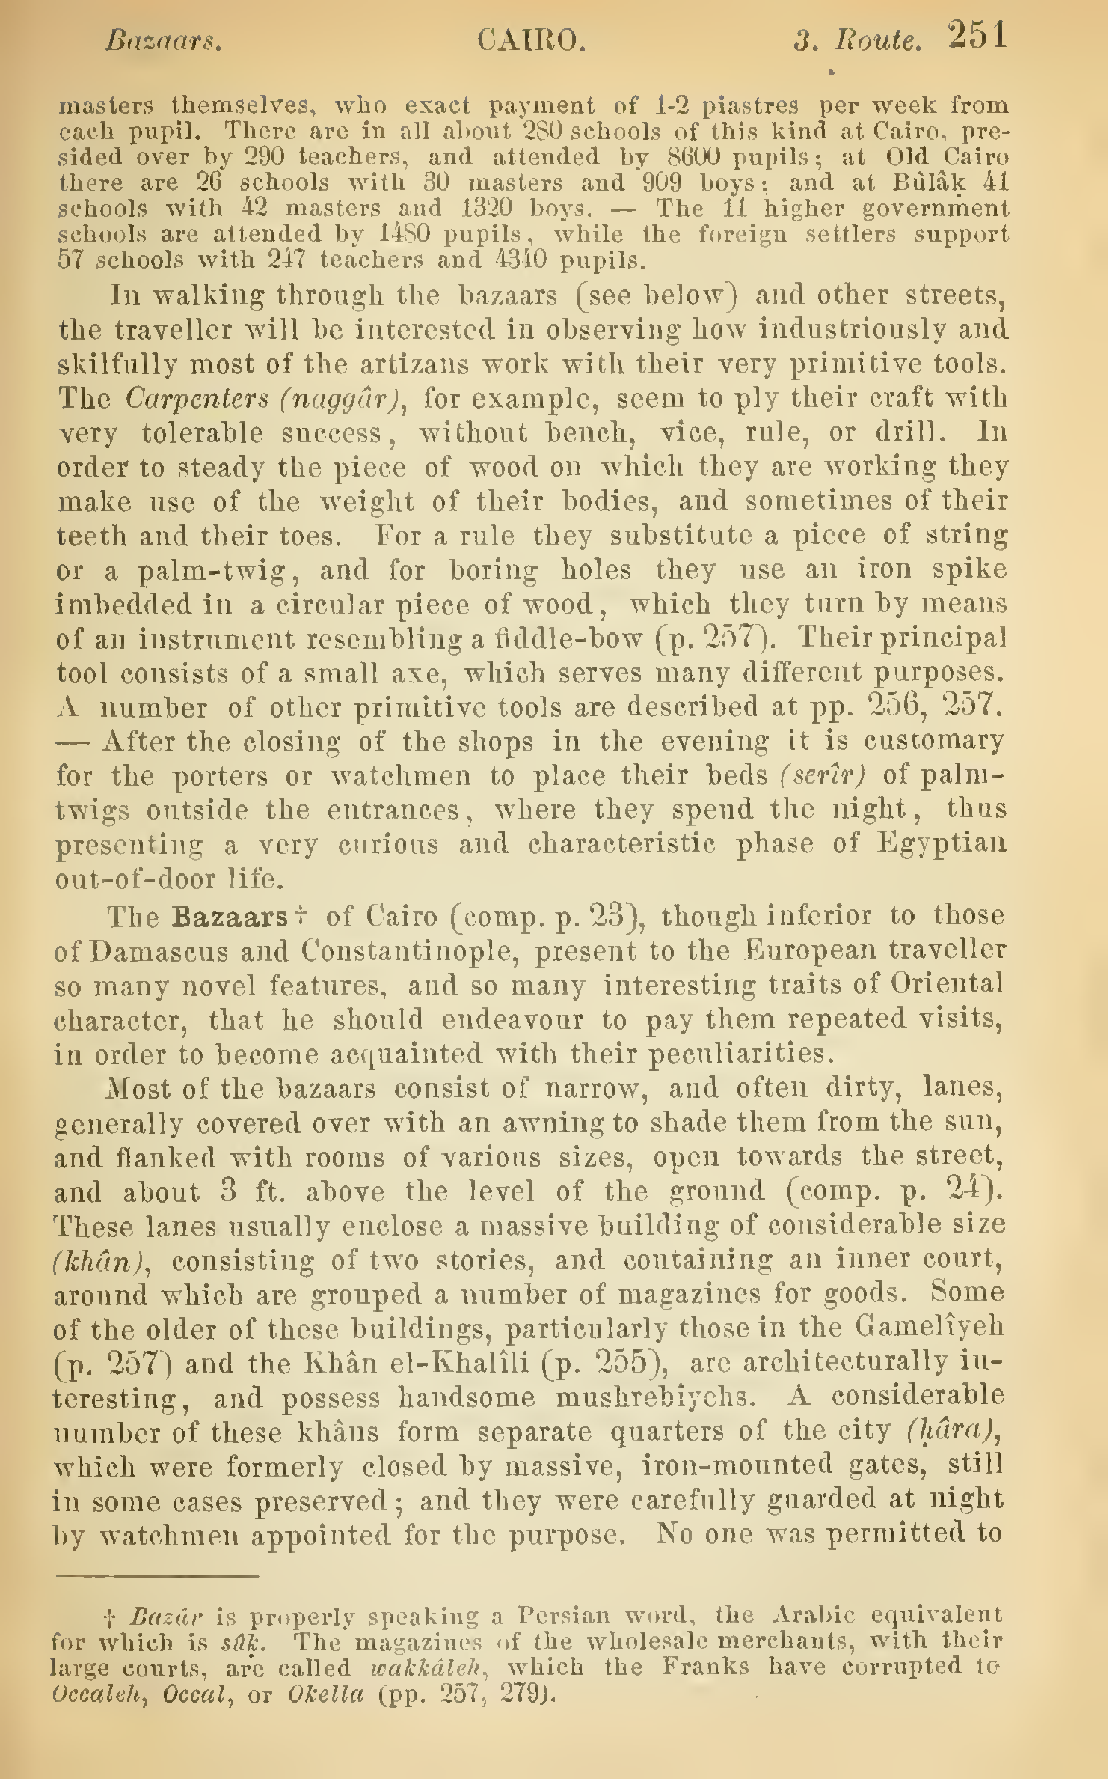 Bazaars. CAIRO. 3. Route. 251
masters themselves, who exact payment of 1-2 piastres per week from
each pupil. There are in all about 280 schools of this kind at Cairo, pre-
sided over by 290 teachers, and attended by 8600 pupils; at Old Cairo
there are 26 schools with 30 masters and 909 boys; and at Bûlâḳ 41
schools with 42 masters and 1320 boys. — The 11 higher government
schools are attended by 1480 pupils, while the foreign settlers support
57 schools with 247 teachers and 4340 pupils.
In walking through the bazaars (see below) and other streets,
the traveller will be interested in observing how industriously and
skilfully most of the artizans work with their very primitive tools.
The Carpenters (naggâr), for example, seem to ply their craft with
very tolerable success, without bench, vice, rule, or drill. In
order to steady the piece of wood on which they are working they
make use of the weight of their bodies, and sometimes of their
teeth and their toes. For a rule they substitute a piece of string
or a palm-twig, and for boring holes they use an iron spike
imbedded in a circular piece of wood, which they turn by means
of an instrument resembling a fiddle-bow (p. 257). Their principal
tool consists of a small axe, which serves many different purposes.
A number of other primitive tools are described at pp. 256, 257.
— After the closing of the shops in the evening it is customary
for the porters or watchmen to place their beds (serîr) of palm-
twigs outside the entrances, where they spend the night, thus
presenting a very curious and characteristic phase of Egyptian
out-of-door life.
The Bazaars† of Cairo (comp. p. 23), though inferior to those
of Damascus and Constantinople, present to the European traveller
so many novel features, and so many interesting traits of Oriental
character, that he should endeavour to pay them repeated visits,
in order to become acquainted with their peculiarities.
Most of the bazaars consist of narrow, and often dirty, lanes,
generally covered over with an awning to shade them from the sun,
and flanked with rooms of various sizes, open towards the street,
and about 3 ft. above the level of the ground (comp. p. 24).
These lanes usually enclose a massive building of considerable size
(khân), consisting of two stories, and containing an inner court,
around which are grouped a number of magazines for goods. Some
of the older of these buildings, particularly those in the Gamelîyeh
(p. 257) and the Khân el-Khalîli (p. 255), are architecturally in-
teresting, and possess handsome mushrebîyehs. A considerable
number of these khâns form separate quarters of the city (ḥâra),
which were formerly closed by massive, iron-mounted gates, still
in some cases preserved; and they were carefully guarded at night
by watchmen appointed for the purpose. No one was permitted to
† Bazâr is properly speaking a Persian word, the Arabic equivalent
for which is sûḳ. The magazines of the wholesale merchants, with their
large courts, are called wakkâleh, which the Franks have corrupted to
Occaleh, Occal, or Okella (pp. 257, 279).